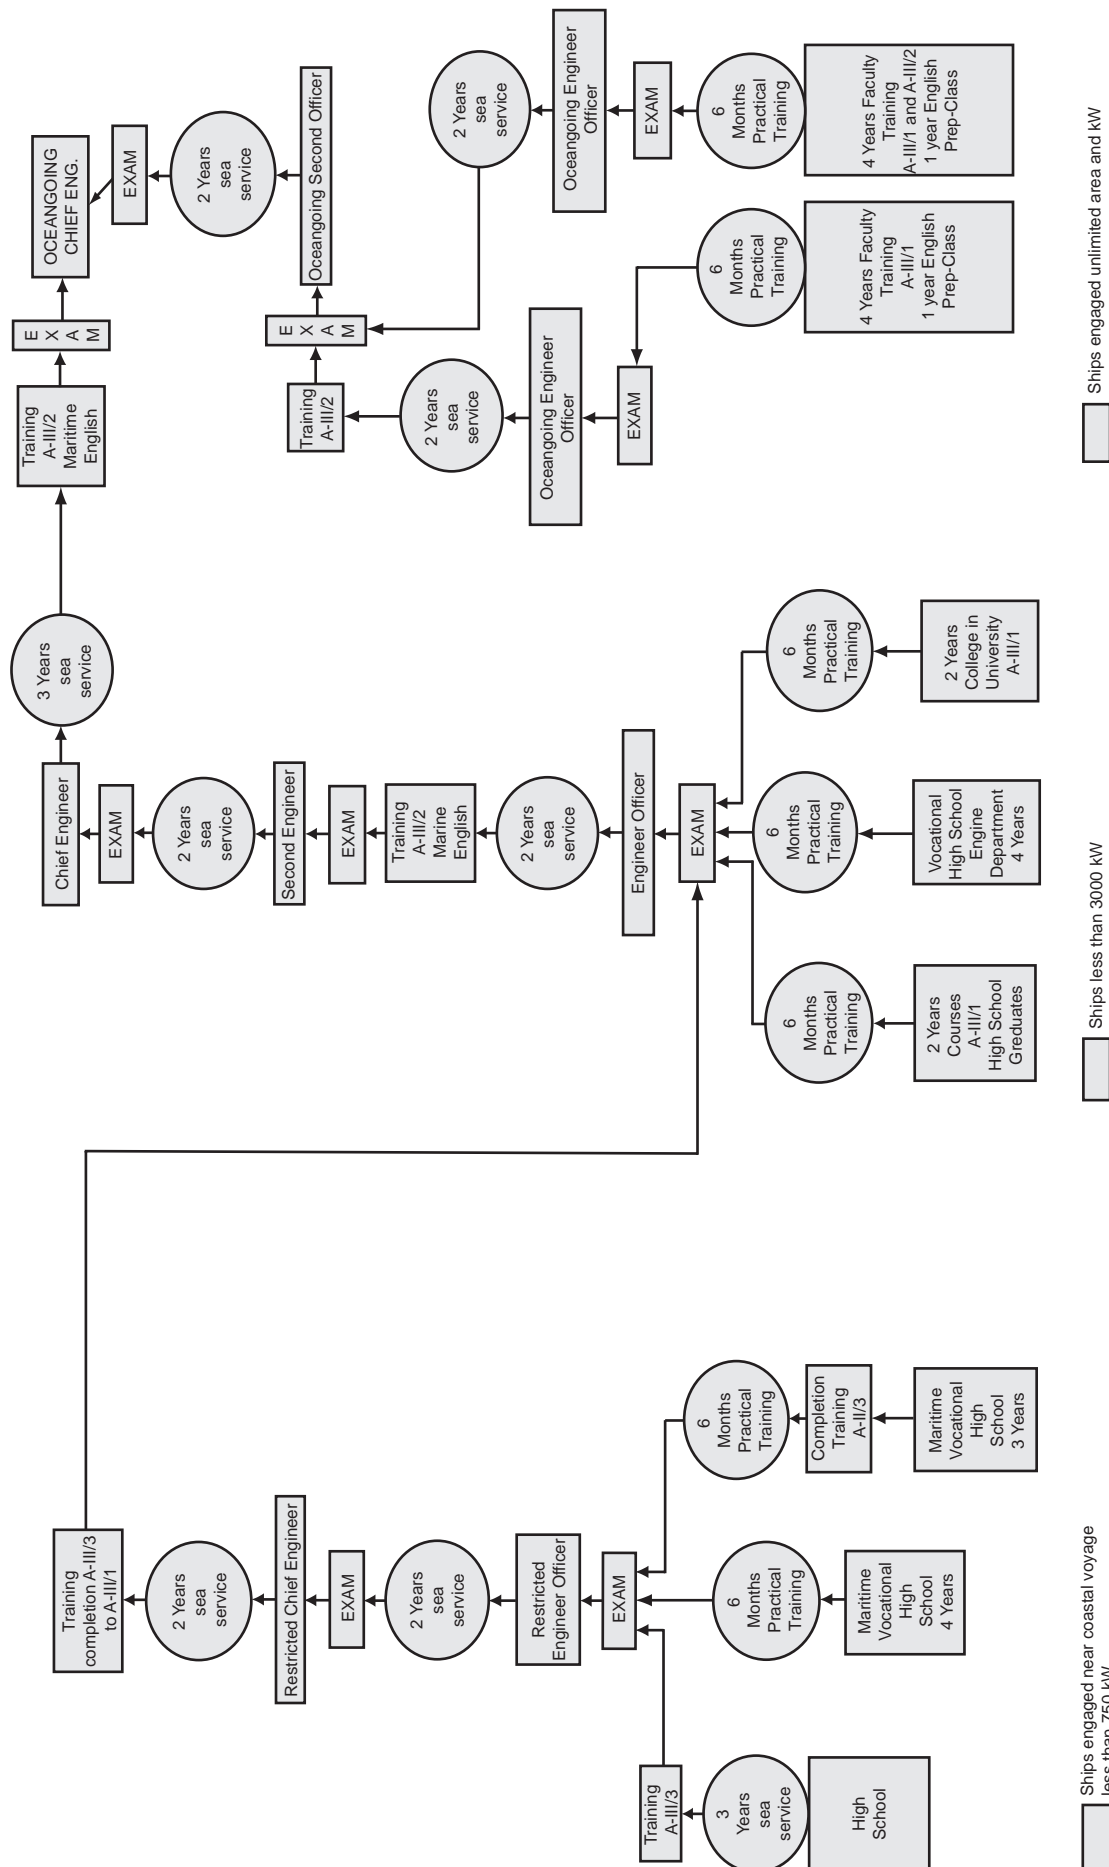 OCEANGOING
CHIEF ENG.
EXAM
2 Years
sea
service
Oceangoing Second Officer
E
X
A
M
Training
A-III/2
Maritime
English
3 Years
sea
service
E
X
A
M
Training
A-III/2
2 Years
sea
service
Oceangoing Engineer
Officer
EXAM
6
Months
Practical
Training
4 Years Faculty
Training
A-III/1
1 year English
Prep-Class
2 Years
sea
service
Oceangoing Engineer
Officer
EXAM
6
Months
Practical
Training
4 Years Faculty
Training
A-III/1 and A-III/2
1 year English
Prep-Class
Ships engaged unlimited area and kW
Chief Engineer
EXAM
2 Years
sea
service
Second Engineer
EXAM
Training
A-III/2
Marine
English
2 Years
sea
service
Engineer Officer
EXAM
6
Months
Practical
Training
2 Years
Courses
A-III/1
High School
Greduates
6
Months
Practical
Training
Vocational
High School
Engine
Department
4 Years
6
Months
Practical
Training
2 Years
College in
University
A-III/1
Ships less than 3000 kW
Training
completion A-III/3
to A-III/1
2 Years
sea
service
Restricted Chief Engineer
EXAM
2 Years
sea
service
Restricted
Engineer Officer
EXAM
Training
A-III/3
3
Years
sea
service
High
School
6
Months
Practical
Training
Maritime
Vocational
High
School
4 Years
6
Months
Practical
Training
Completion
Training
A-II/3
Maritime
Vocational
High
School
3 Years
Ships engaged near coastal voyage
less than 750 kW